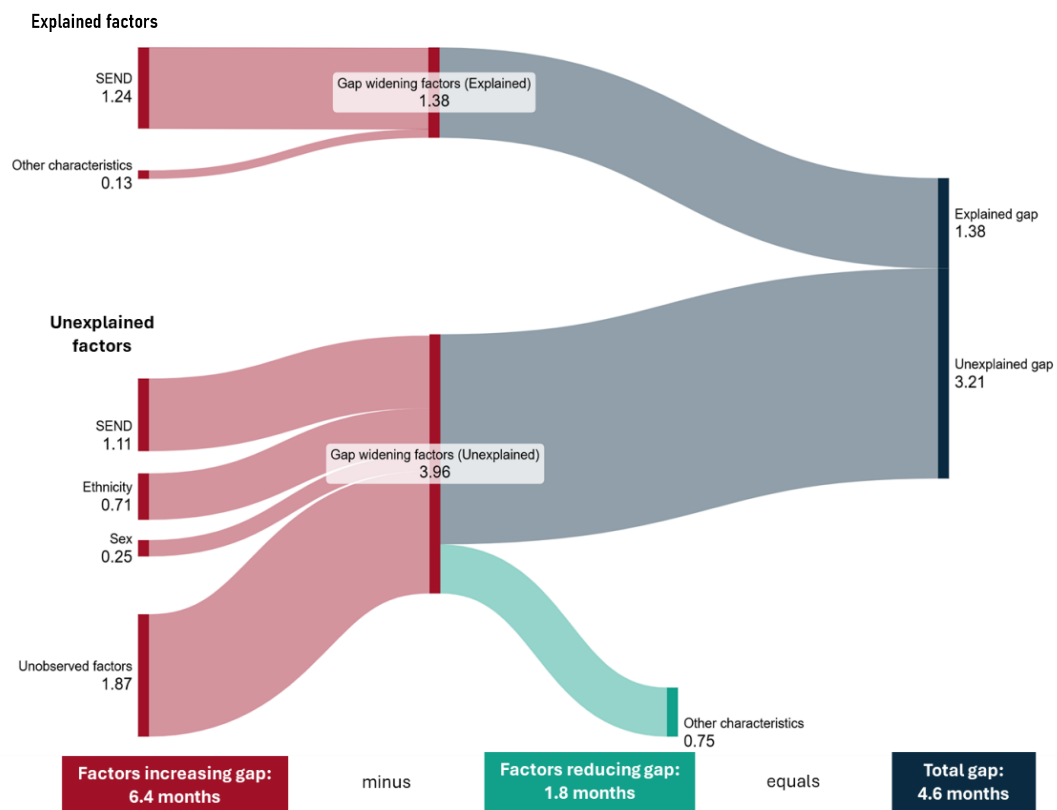 Explained factors
SEND
1.24
Gap widening factors (Explained)
1.38
Other characteristics
0.13
Explained gap
1.38
Unexplained
factors
Unexplained gap
3.21
SEND
1.11
Gap widening factors (Unexplained)
3.96
Ethnicity
0.71
Sex
0.25
Unobserved factors
1.87
Other characteristics
0.75
Factors increasing gap:
6.4 months
minus
Factors reducing gap:
1.8 months
equals
Total gap:
4.6 months